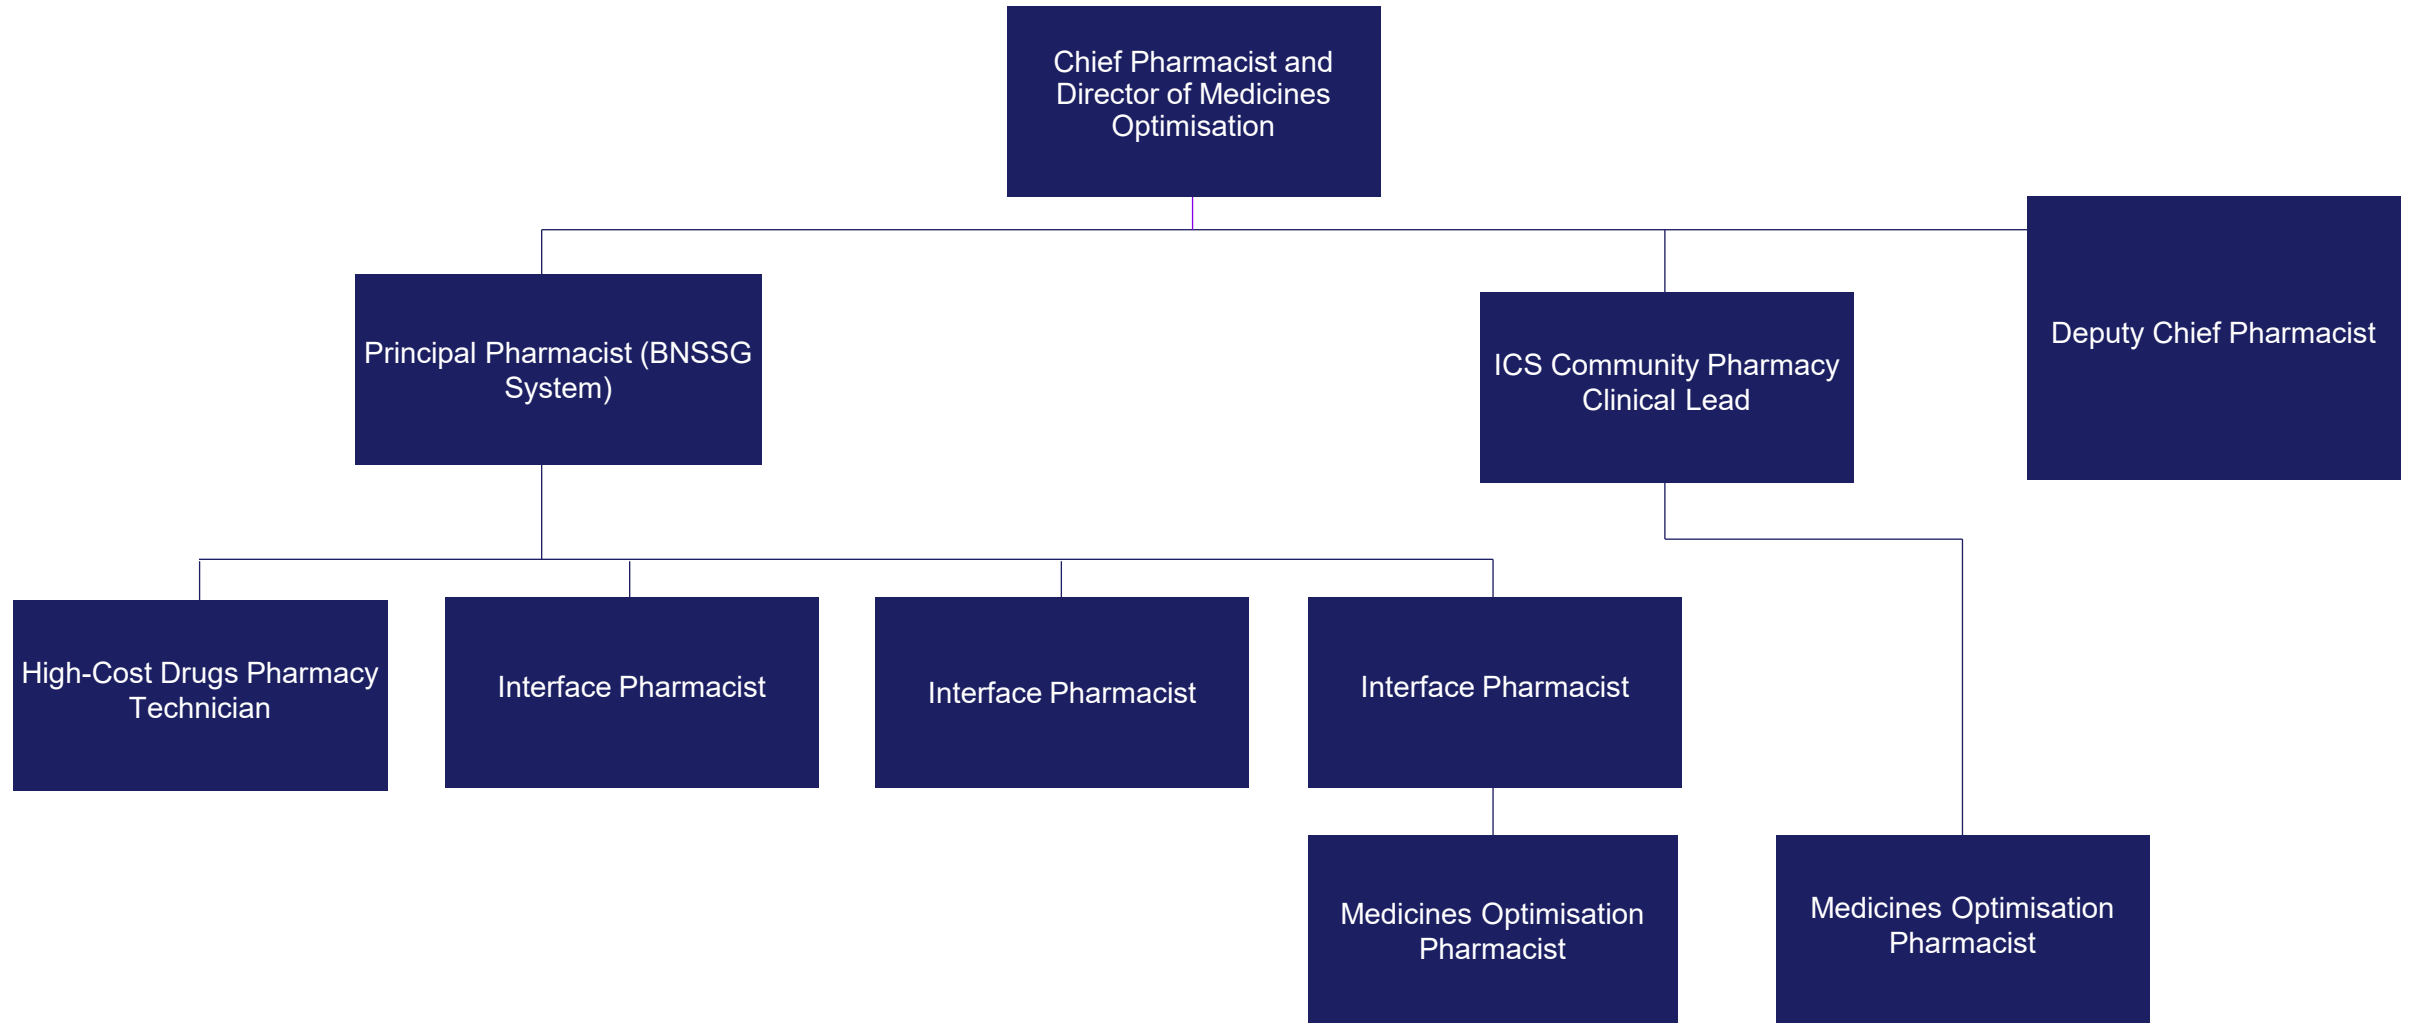 Chief Pharmacist and
Director of Medicines
Optimisation
Principal Pharmacist (BNSSG
System)
ICS Community Pharmacy
Clinical Lead
Deputy Chief Pharmacist
High-Cost Drugs Pharmacy
Technician
Interface Pharmacist
Interface Pharmacist
Interface Pharmacist
Medicines Optimisation
Pharmacist
Medicines Optimisation
Pharmacist